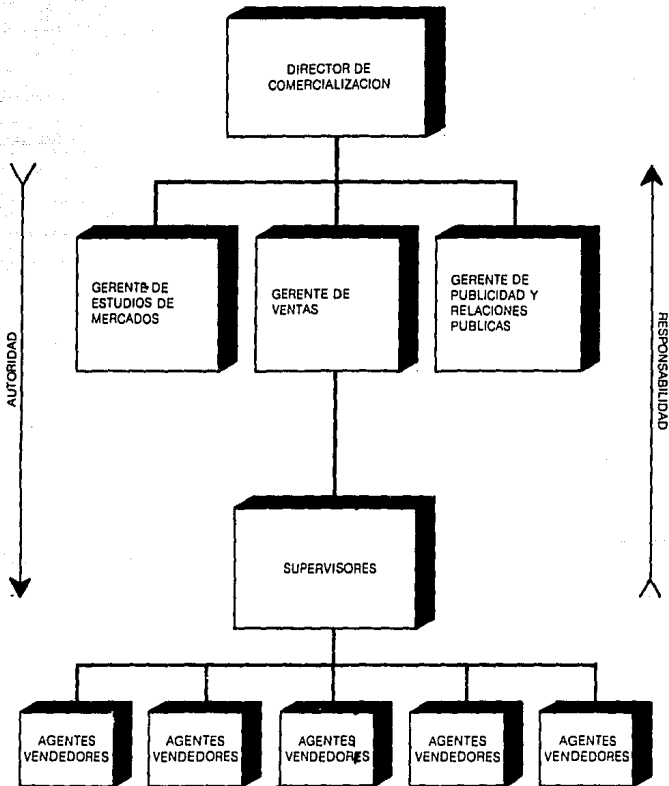 DIRECTOR DE
COMERCIALIZACION
GERENTE DE
ESTUDIOS DE
MERCADOS
GERENTE DE
VENTAS
GERENTE DE
PUBLICIDAD Y
RELACIONES
PUBLICAS
AUTORIDAD
RESPONSABILIDAD
SUPERVISORES
AGENTES
VENDEDORES
AGENTES
VENDEDORES
AGENTES
VENDEDORES
AGENTES
VENDEDORES
AGENTES
VENDEDORES